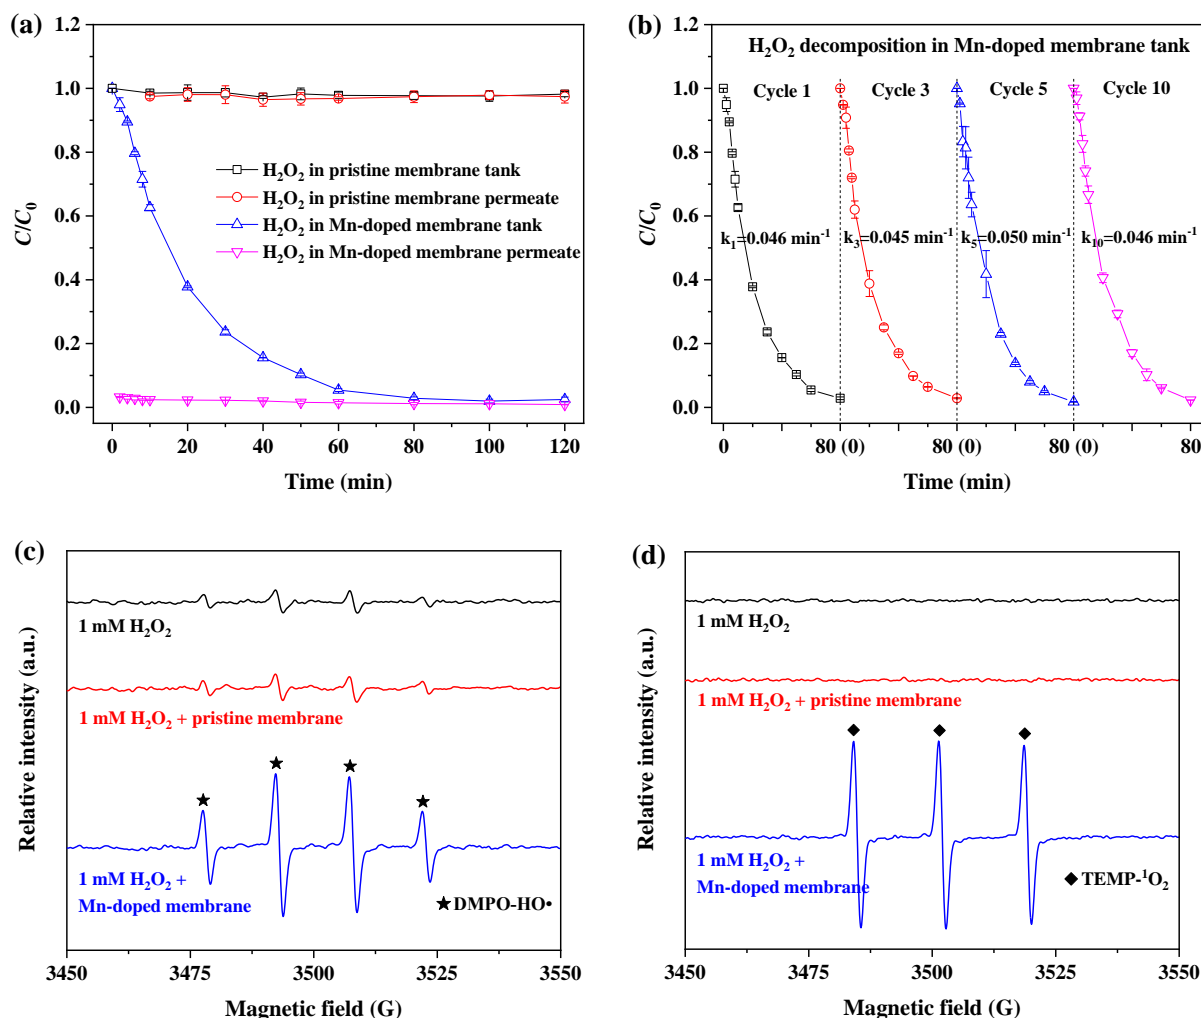 (a)
1.2
1.0
0.8
0.6
0.4
0.2
0.0
C/C₀
H₂O₂ in pristine membrane tank
H₂O₂ in pristine membrane permeate
H₂O₂ in Mn-doped membrane tank
H₂O₂ in Mn-doped membrane permeate
0 20 40 60 80 100 120
Time (min)
(b)
1.2
1.0
0.8
0.6
0.4
0.2
0.0
C/C₀
H₂O₂ decomposition in Mn-doped membrane tank
Cycle 1 Cycle 3 Cycle 5 Cycle 10
k₁=0.046 min⁻¹ k₃=0.045 min⁻¹ k₅=0.050 min⁻¹ k₁₀=0.046 min⁻¹
0 80 (0) 80 (0) 80 (0) 80
Time (min)
(c)
Relative intensity (a.u.)
1 mM H₂O₂
1 mM H₂O₂ + pristine membrane
1 mM H₂O₂ +
Mn-doped membrane
★ DMPO-HO•
3450 3475 3500 3525 3550
Magnetic field (G)
(d)
Relative intensity (a.u.)
1 mM H₂O₂
1 mM H₂O₂ + pristine membrane
1 mM H₂O₂ +
Mn-doped membrane
◆ TEMP-¹O₂
3450 3475 3500 3525 3550
Magnetic field (G)